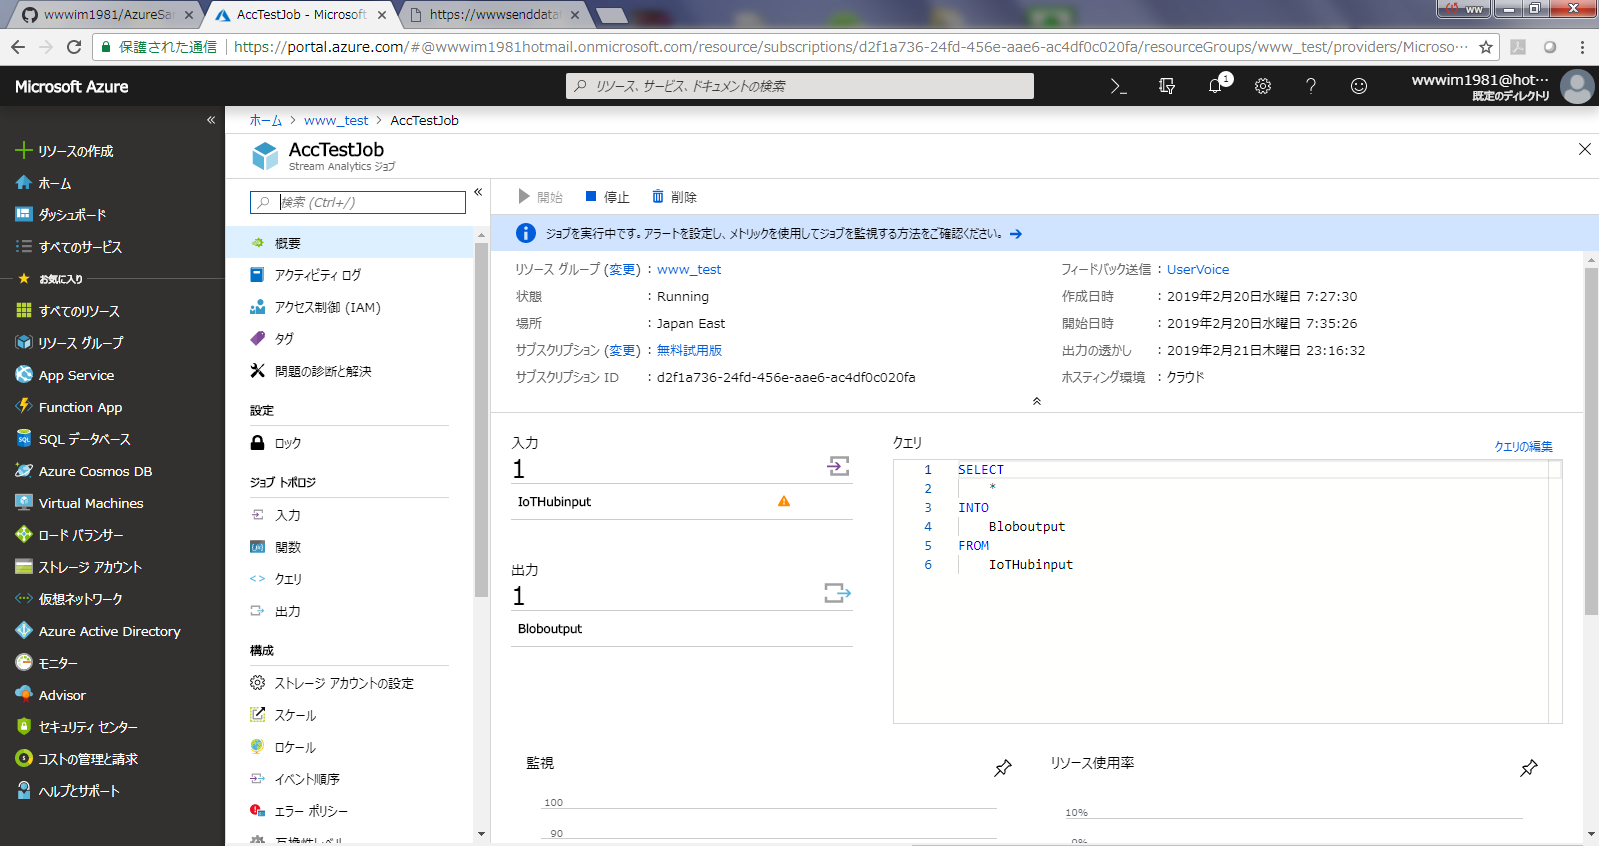 wwwim1981/AzureSar
AccTestJob - Microsoft
https://wwwsenddatal
ww
保護された通信
https://portal.azure.com/#@wwwim1981hotmail.onmicrosoft.com/resource/subscriptions/d2f1a736-24fd-456e-aae6-ac4df0c020fa/resourceGroups/www_test/providers/Microso…
Microsoft Azure
リソース、サービス、ドキュメントの検索
1
wwwim1981@hot…
既定のディレクトリ
«
ホーム > www_test > AccTestJob
リソースの作成
ホーム
ダッシュボード
すべてのサービス
お気に入り
すべてのリソース
リソース グループ
App Service
Function App
SQL データベース
Azure Cosmos DB
Virtual Machines
ロード バランサー
ストレージ アカウント
仮想ネットワーク
Azure Active Directory
モニター
Advisor
セキュリティ センター
コストの管理と請求
ヘルプとサポート
AccTestJob
Stream Analytics ジョブ
検索 (Ctrl+/)
«
概要
アクティビティ ログ
アクセス制御 (IAM)
タグ
問題の診断と解決
設定
ロック
ジョブ トポロジ
入力
関数
クエリ
出力
構成
ストレージ アカウントの設定
スケール
ロケール
イベント順序
エラー ポリシー
互換性レベル
開始
停止
削除
ジョブを実行中です。アラートを設定し、メトリックを使用してジョブを監視する方法をご確認ください。 →
リソース グループ (変更) : www_test
状態 : Running
場所 : Japan East
サブスクリプション (変更) : 無料試用版
サブスクリプション ID : d2f1a736-24fd-456e-aae6-ac4df0c020fa
フィードバック送信 : UserVoice
作成日時 : 2019年2月20日水曜日 7:27:30
開始日時 : 2019年2月20日水曜日 7:35:26
出力の透かし : 2019年2月21日木曜日 23:16:32
ホスティング環境 : クラウド
入力
1
IoTHubinput
出力
1
Bloboutput
クエリ
クエリの編集
1 SELECT
2 *
3 INTO
4 Bloboutput
5 FROM
6 IoTHubinput
監視
100
90
リソース使用率
10%
9%